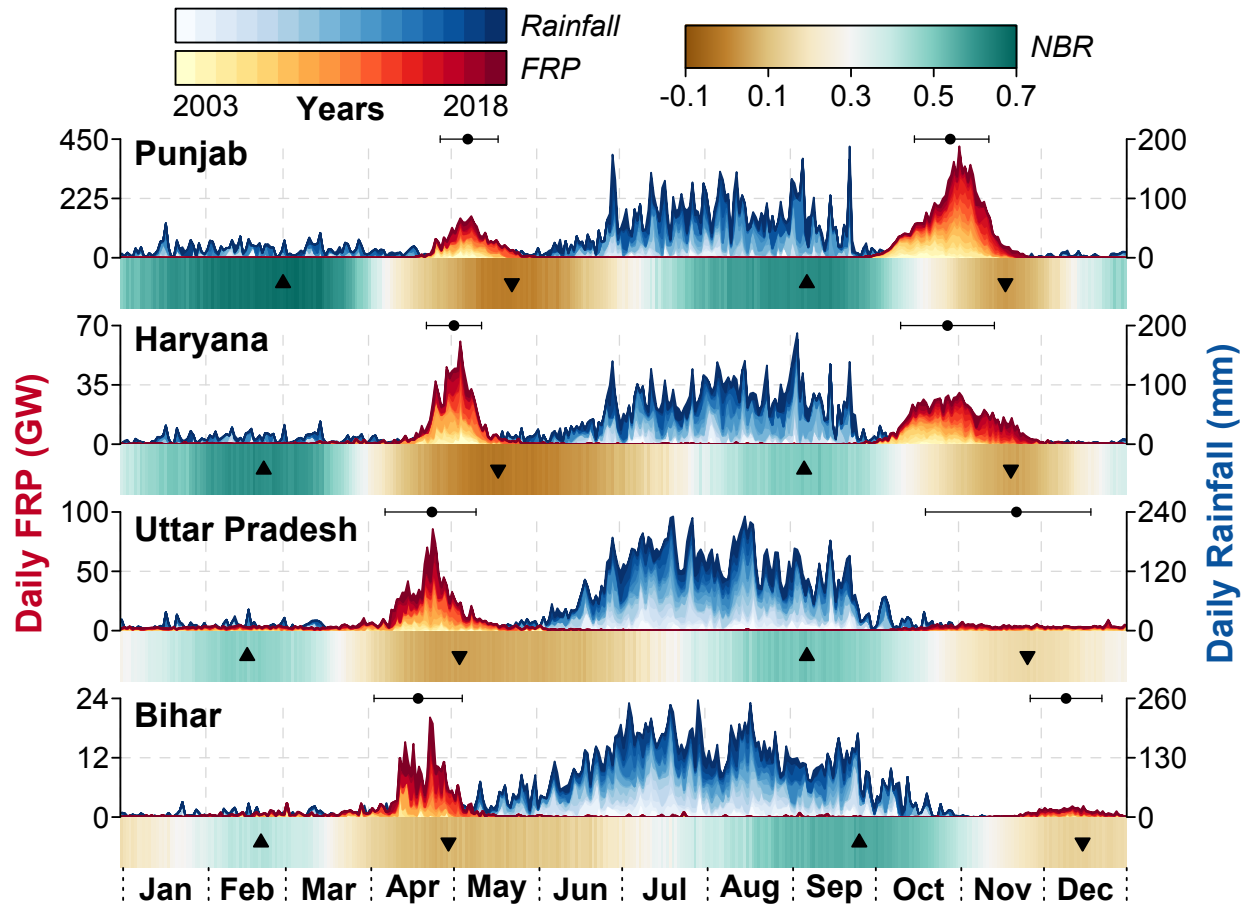 Rainfall
FRP
2003 Years 2018
NBR
-0.1 0.1 0.3 0.5 0.7
Daily FRP (GW)
Daily Rainfall (mm)
Punjab
450
225
0
200
100
0
Haryana
70
35
0
200
100
0
Uttar Pradesh
100
50
0
240
120
0
Bihar
24
12
0
260
130
0
Jan Feb Mar Apr May Jun Jul Aug Sep Oct Nov Dec